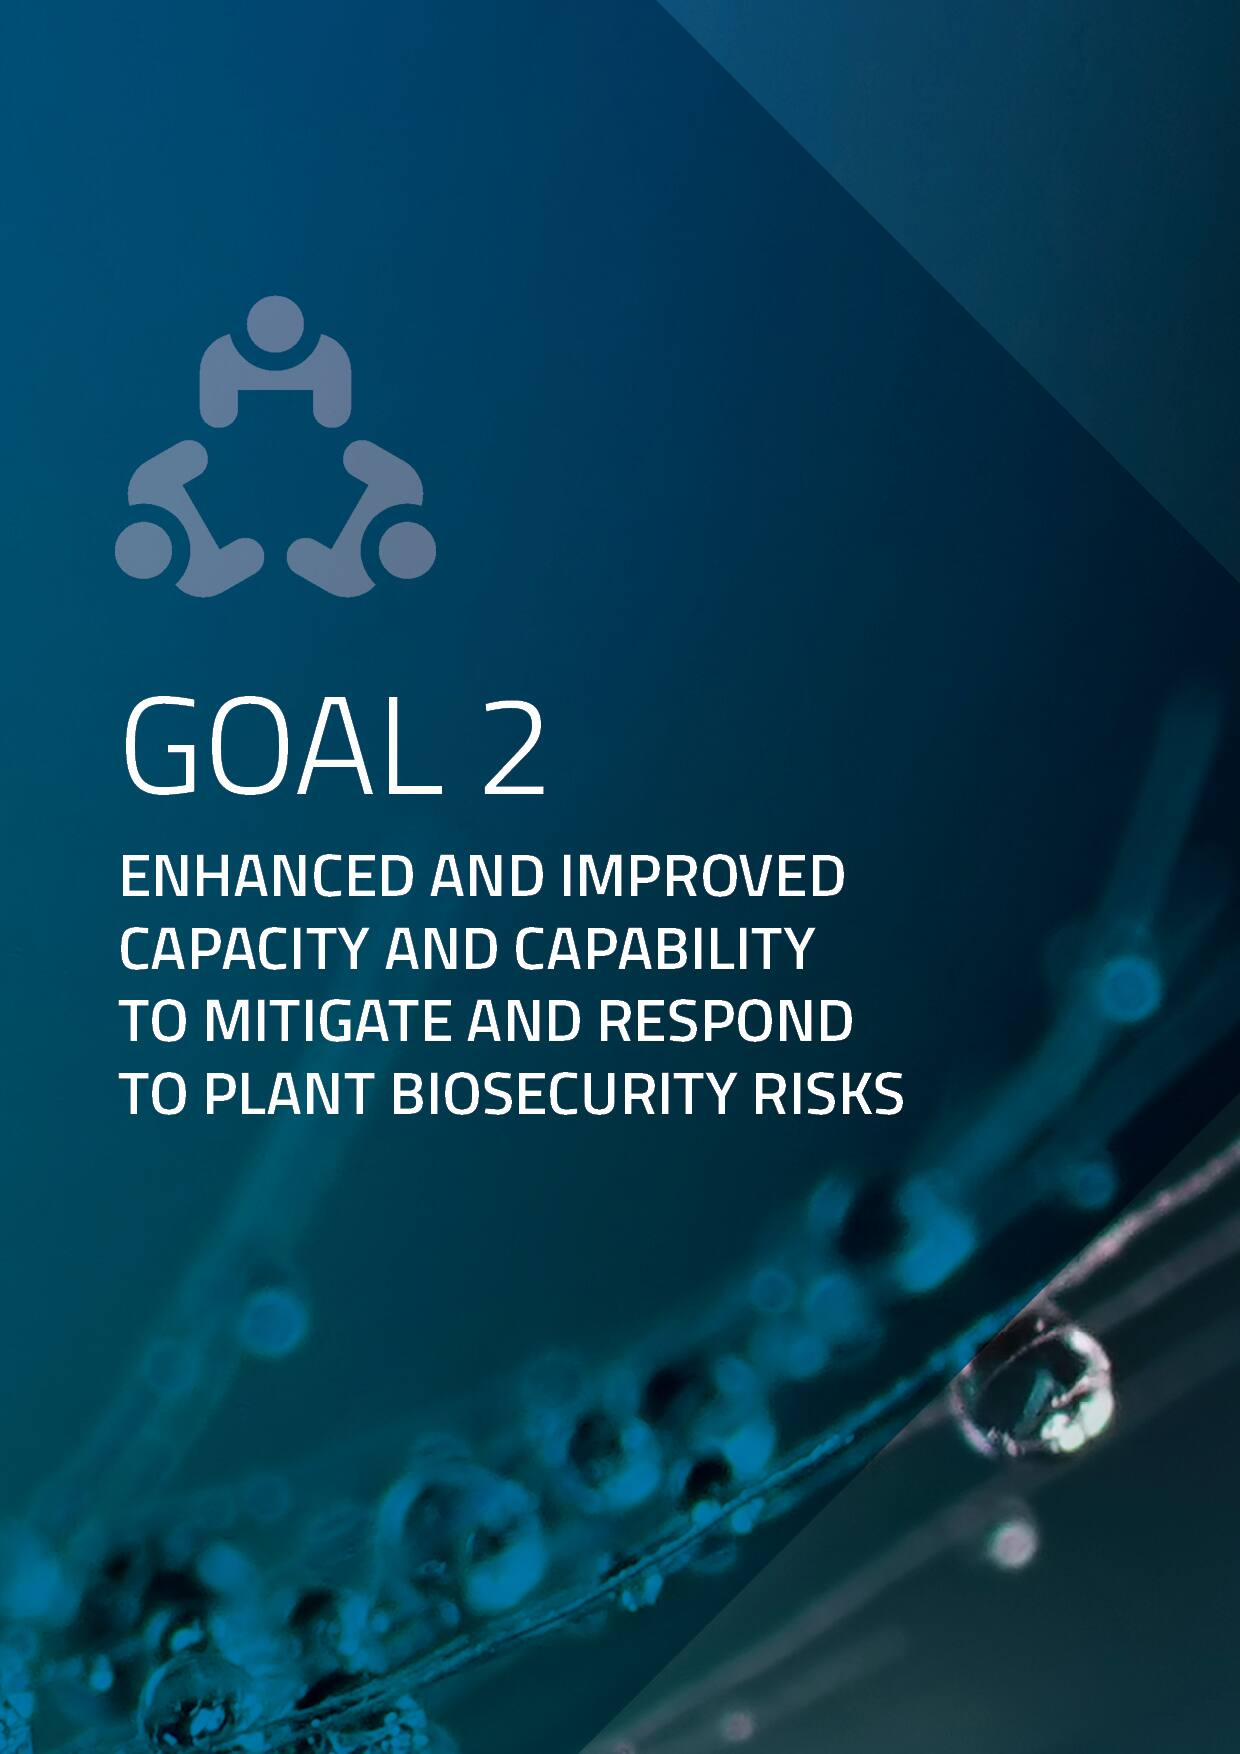 GOAL 2
ENHANCED AND IMPROVED
CAPACITY AND CAPABILITY
TO MITIGATE AND RESPOND
TO PLANT BIOSECURITY RISKS